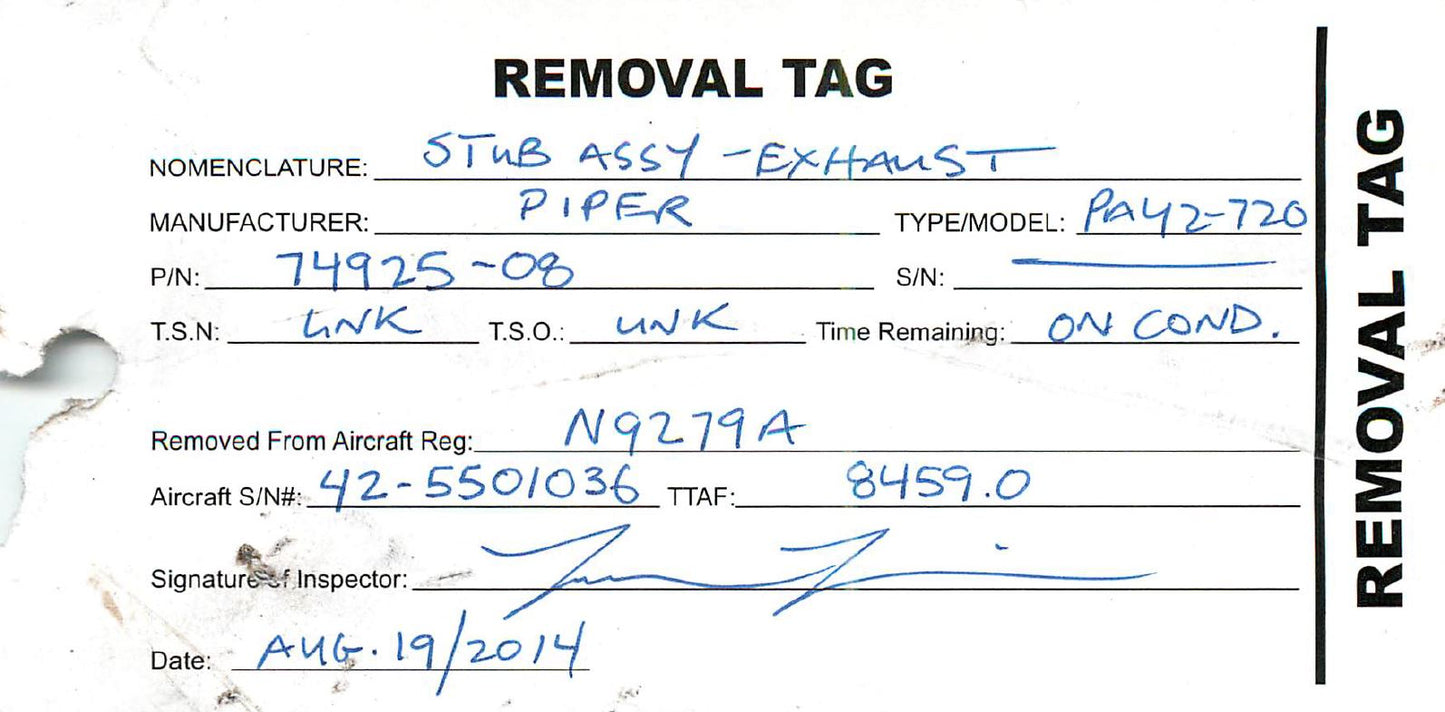 REMOVAL TAG
NOMENCLATURE: STUB ASSY - EXHAUST
MANUFACTURER: PIPER TYPE/MODEL: PA42-720
P/N: 74925-08 S/N: —
T.S.N: UNK T.S.O.: UNK Time Remaining: ON COND.
Removed From Aircraft Reg: N9279A
Aircraft S/N#: 42-5501036 TTAF: 8459.0
Signature of Inspector:
Date: AUG. 19/2014
REMOVAL TAG